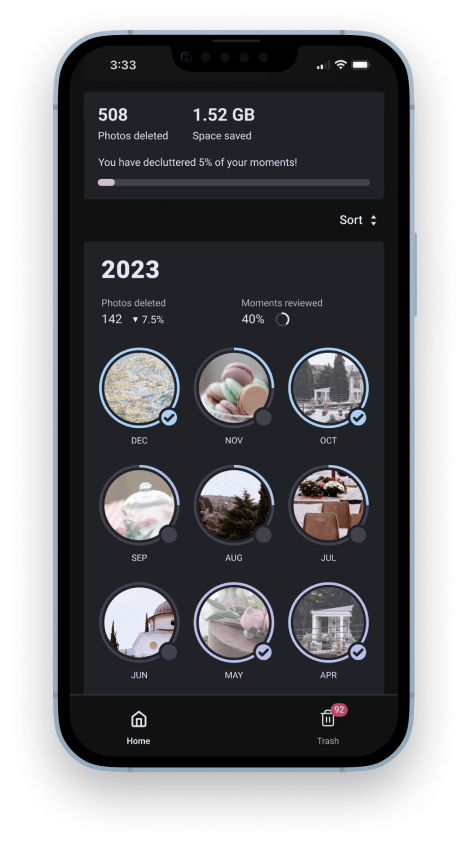 3:33
508 1.52 GB
Photos deleted Space saved
You have decluttered 5% of your moments!
Sort
2023
Photos deleted Moments reviewed
142 ▼ 7.5% 40%
DEC NOV OCT
SEP AUG JUL
JUN MAY APR
92
Home Trash